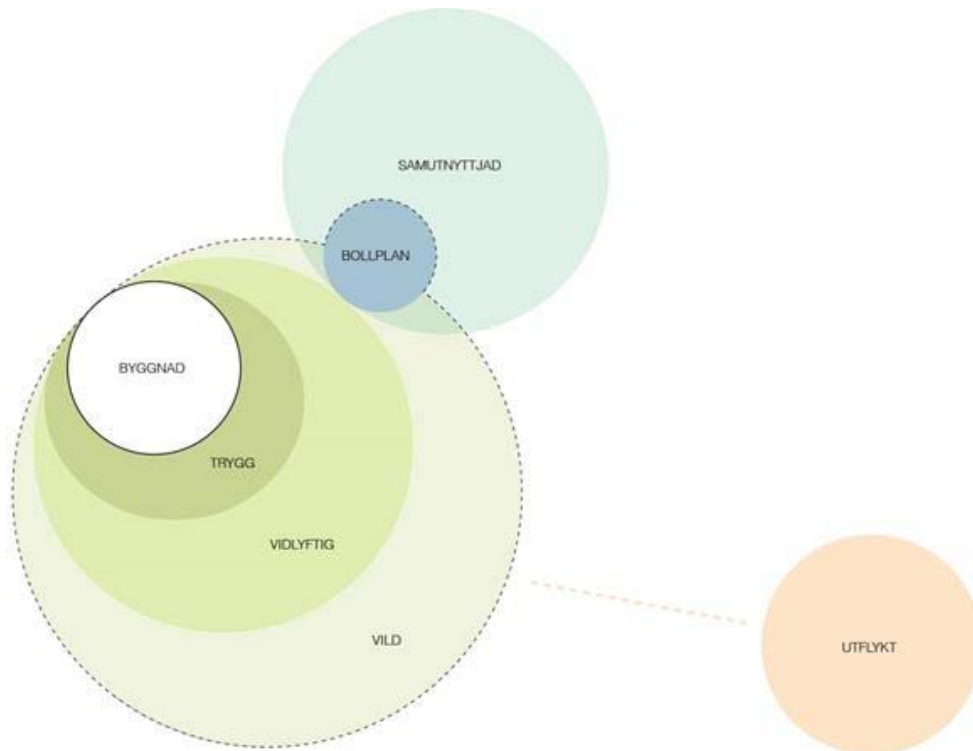 SAMUTNYTTJAD
BOLLPLAN
BYGGNAD
TRYGG
VIDLYFTIG
VILD
UTFLYKT